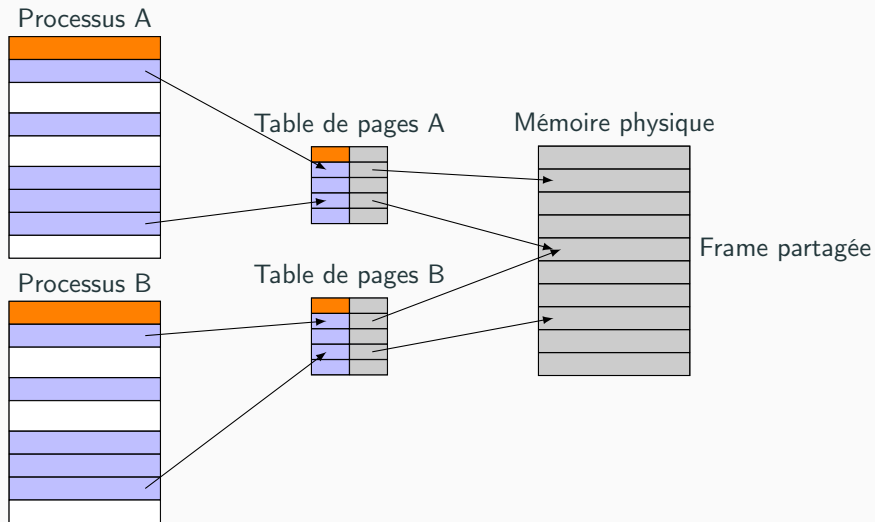 Processus A
Table de pages A
Mémoire physique
Frame partagée
Processus B
Table de pages B